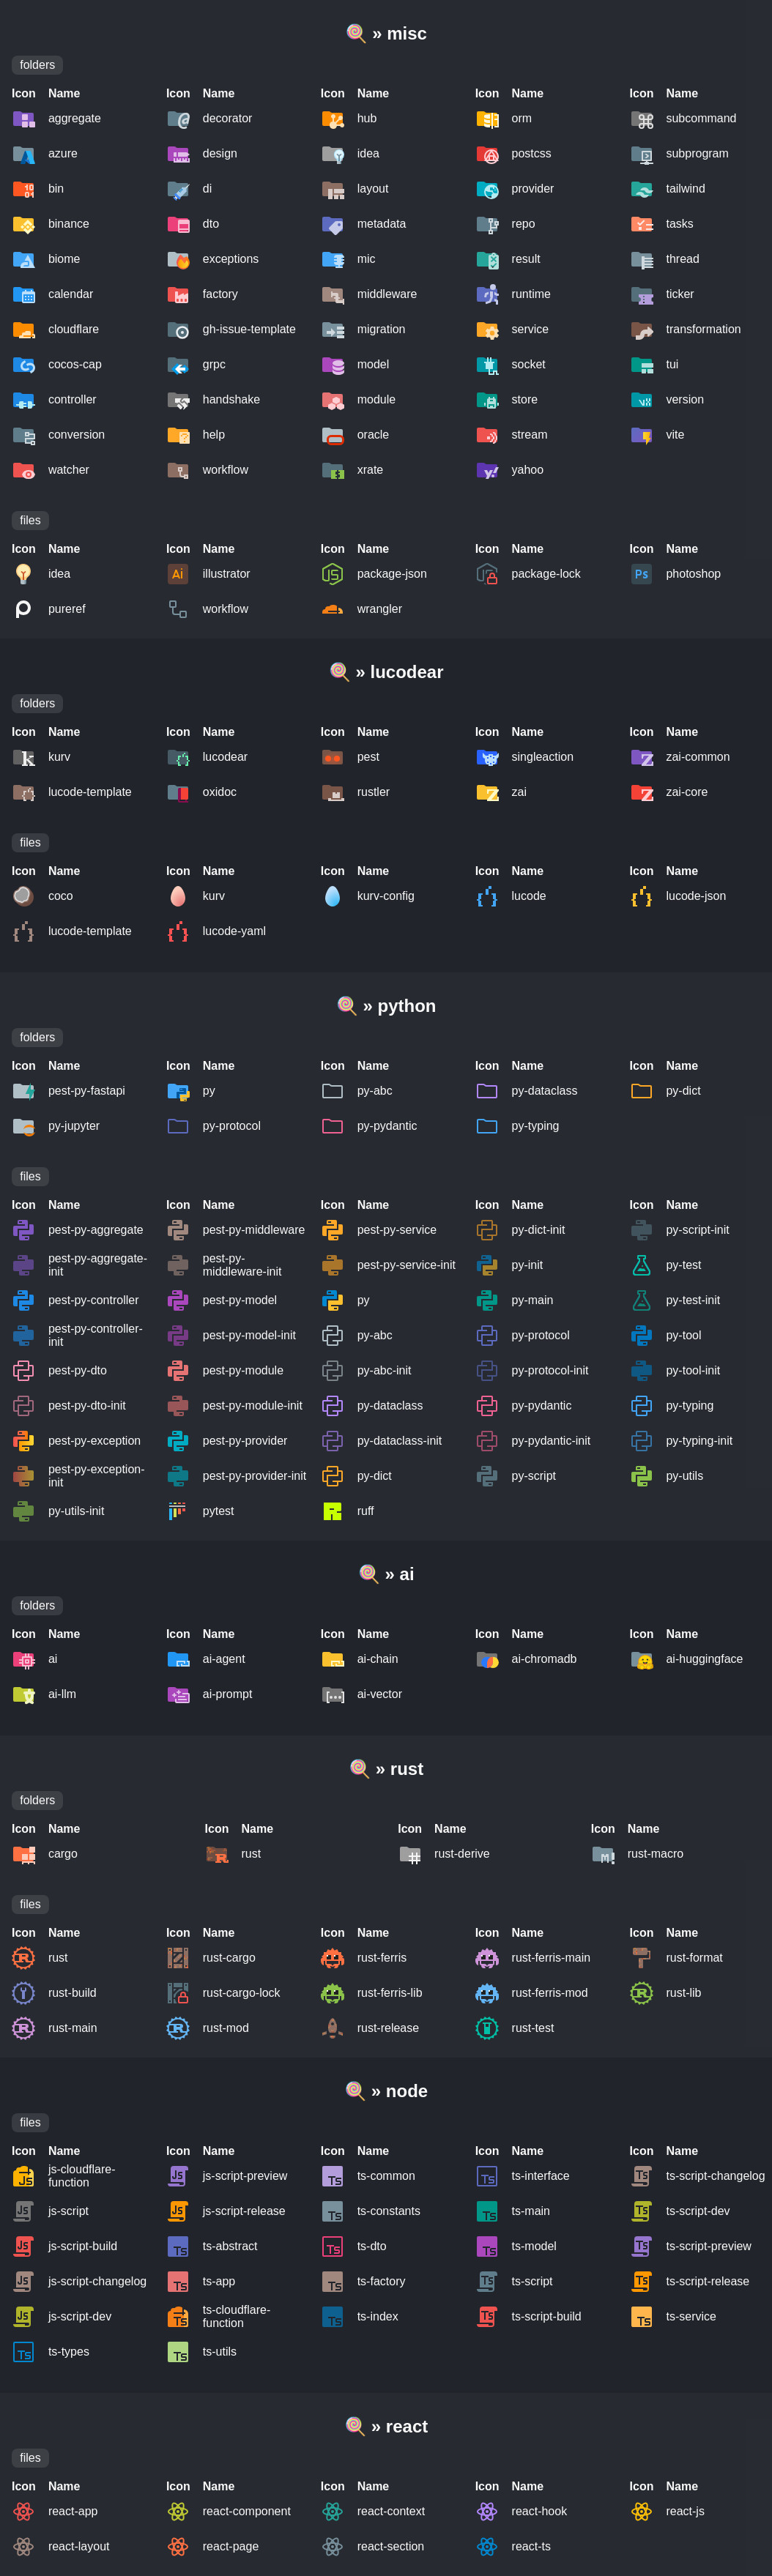 » misc
folders
Icon Name Icon Name Icon Name Icon Name Icon Name
aggregate decorator hub orm subcommand
azure design idea postcss subprogram
bin di layout provider tailwind
binance dto metadata repo tasks
biome exceptions mic result thread
calendar factory middleware runtime ticker
cloudflare gh-issue-template migration service transformation
cocos-cap grpc model socket tui
controller handshake module store version
conversion help oracle stream vite
watcher workflow xrate yahoo
files
Icon Name Icon Name Icon Name Icon Name Icon Name
idea illustrator package-json package-lock photoshop
pureref workflow wrangler
» lucodear
folders
Icon Name Icon Name Icon Name Icon Name Icon Name
kurv lucodear pest singleaction zai-common
lucode-template oxidoc rustler zai zai-core
files
Icon Name Icon Name Icon Name Icon Name Icon Name
coco kurv kurv-config lucode lucode-json
lucode-template lucode-yaml
» python
folders
Icon Name Icon Name Icon Name Icon Name Icon Name
pest-py-fastapi py py-abc py-dataclass py-dict
py-jupyter py-protocol py-pydantic py-typing
files
Icon Name Icon Name Icon Name Icon Name Icon Name
pest-py-aggregate pest-py-middleware pest-py-service py-dict-init py-script-init
pest-py-aggregate-init pest-py-middleware-init pest-py-service-init py-init py-test
pest-py-controller pest-py-model py py-main py-test-init
pest-py-controller-init pest-py-model-init py-abc py-protocol py-tool
pest-py-dto pest-py-module py-abc-init py-protocol-init py-tool-init
pest-py-dto-init pest-py-module-init py-dataclass py-pydantic py-typing
pest-py-exception pest-py-provider py-dataclass-init py-pydantic-init py-typing-init
pest-py-exception-init pest-py-provider-init py-dict py-script py-utils
py-utils-init pytest ruff
» ai
folders
Icon Name Icon Name Icon Name Icon Name Icon Name
ai ai-agent ai-chain ai-chromadb ai-huggingface
ai-llm ai-prompt ai-vector
» rust
folders
Icon Name Icon Name Icon Name Icon Name
cargo rust rust-derive rust-macro
files
Icon Name Icon Name Icon Name Icon Name Icon Name
rust rust-cargo rust-ferris rust-ferris-main rust-format
rust-build rust-cargo-lock rust-ferris-lib rust-ferris-mod rust-lib
rust-main rust-mod rust-release rust-test
» node
files
Icon Name Icon Name Icon Name Icon Name Icon Name
js-cloudflare-function js-script-preview ts-common ts-interface ts-script-changelog
js-script js-script-release ts-constants ts-main ts-script-dev
js-script-build ts-abstract ts-dto ts-model ts-script-preview
js-script-changelog ts-app ts-factory ts-script ts-script-release
js-script-dev ts-cloudflare-function ts-index ts-script-build ts-service
ts-types ts-utils
» react
files
Icon Name Icon Name Icon Name Icon Name Icon Name
react-app react-component react-context react-hook react-js
react-layout react-page react-section react-ts